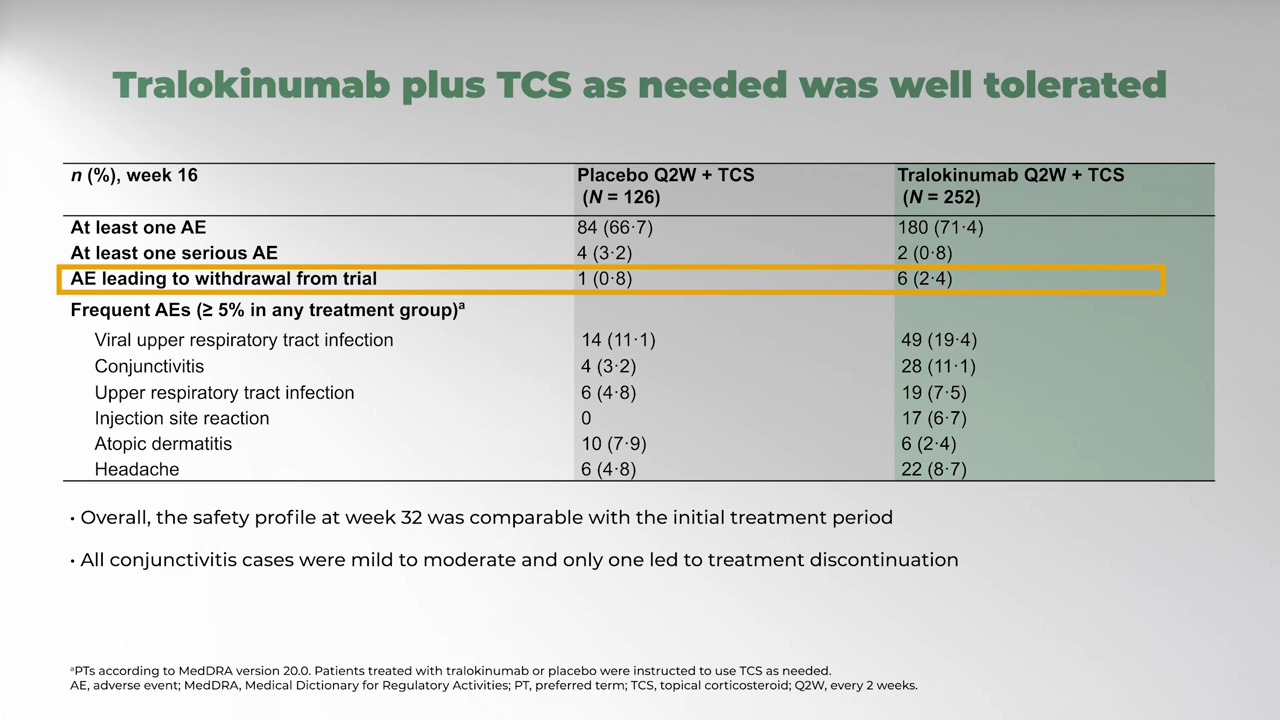 Tralokinumab plus TCS as needed was well tolerated
n (%), week 16 Placebo Q2W + TCS (N = 126) Tralokinumab Q2W + TCS (N = 252)
At least one AE 84 (66·7) 180 (71·4)
At least one serious AE 4 (3·2) 2 (0·8)
AE leading to withdrawal from trial 1 (0·8) 6 (2·4)
Frequent AEs (≥ 5% in any treatment group)ᵃ
Viral upper respiratory tract infection 14 (11·1) 49 (19·4)
Conjunctivitis 4 (3·2) 28 (11·1)
Upper respiratory tract infection 6 (4·8) 19 (7·5)
Injection site reaction 0 17 (6·7)
Atopic dermatitis 10 (7·9) 6 (2·4)
Headache 6 (4·8) 22 (8·7)
• Overall, the safety profile at week 32 was comparable with the initial treatment period
• All conjunctivitis cases were mild to moderate and only one led to treatment discontinuation
ᵃPTs according to MedDRA version 20.0. Patients treated with tralokinumab or placebo were instructed to use TCS as needed.
AE, adverse event; MedDRA, Medical Dictionary for Regulatory Activities; PT, preferred term; TCS, topical corticosteroid; Q2W, every 2 weeks.